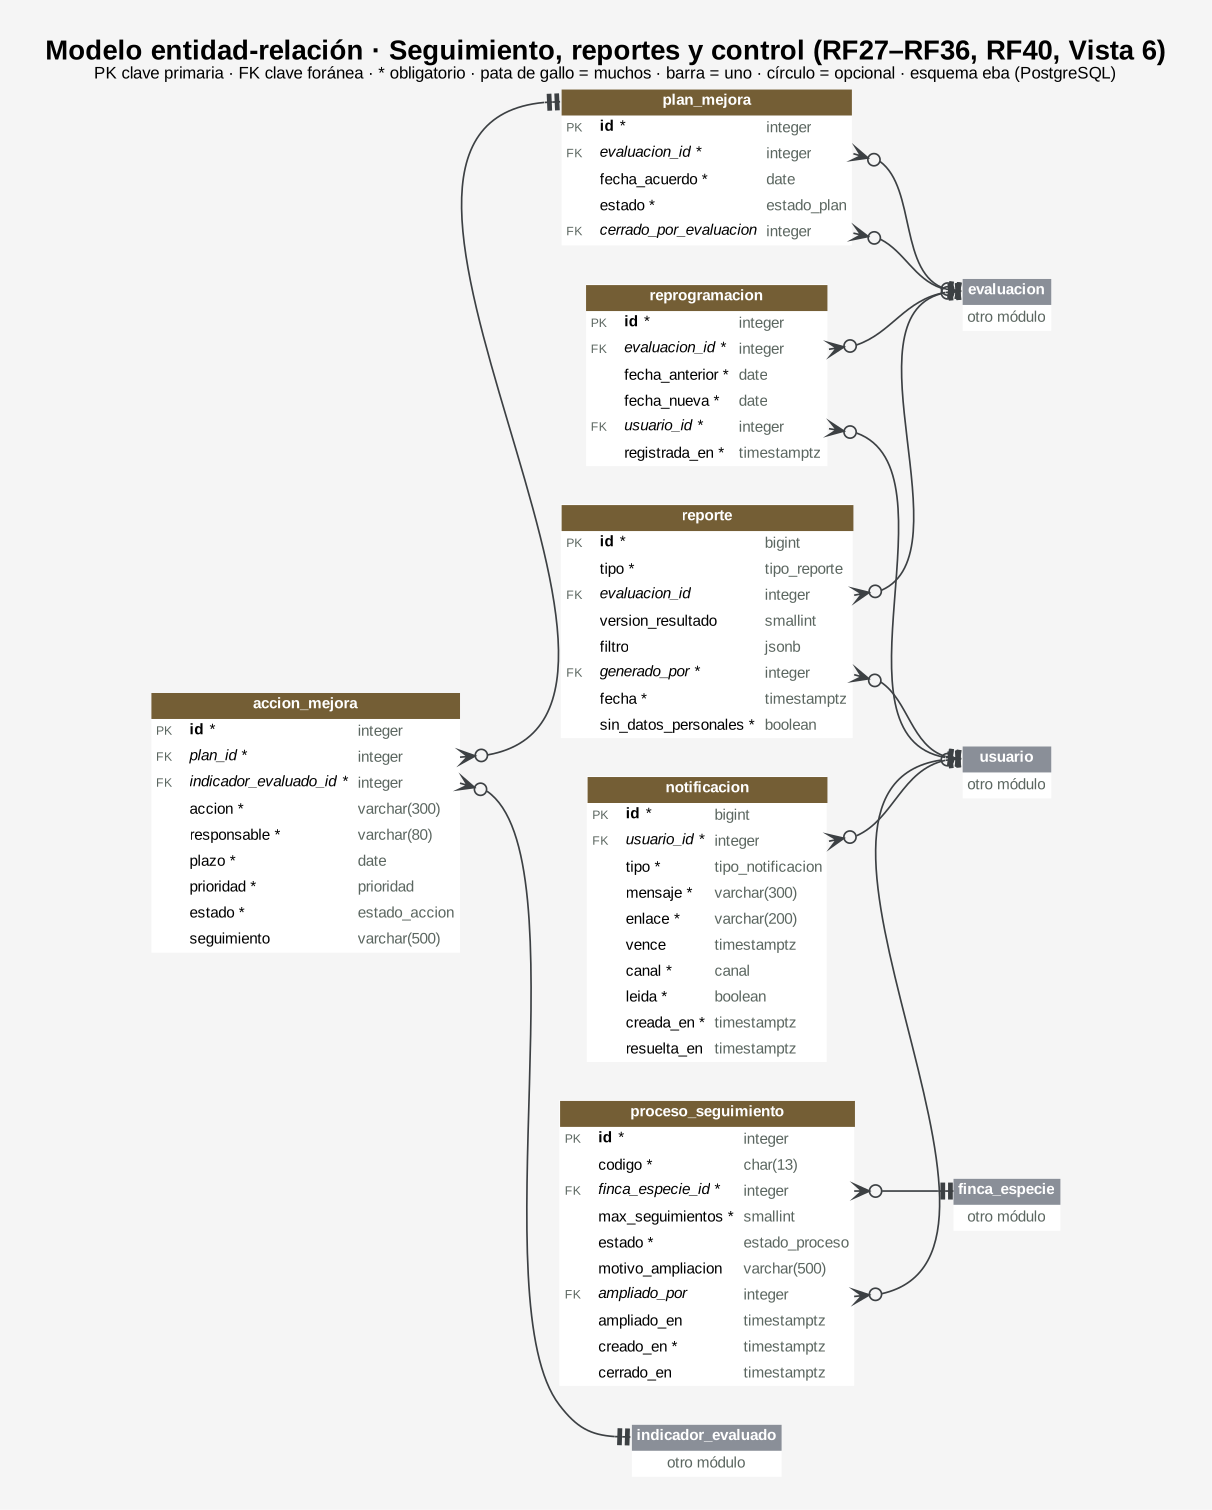 Modelo entidad-relación · Seguimiento, reportes y control (RF27–RF36, RF40, Vista 6)
PK clave primaria · FK clave foránea · * obligatorio · pata de gallo = muchos · barra = uno · círculo = opcional · esquema eba (PostgreSQL)
plan_mejora
PK id * integer
FK evaluacion_id * integer
fecha_acuerdo * date
estado * estado_plan
FK cerrado_por_evaluacion integer
evaluacion
otro módulo
reprogramacion
PK id * integer
FK evaluacion_id * integer
fecha_anterior * date
fecha_nueva * date
FK usuario_id * integer
registrada_en * timestamptz
reporte
PK id * bigint
tipo * tipo_reporte
FK evaluacion_id integer
version_resultado smallint
filtro jsonb
FK generado_por * integer
fecha * timestamptz
sin_datos_personales * boolean
accion_mejora
PK id * integer
FK plan_id * integer
FK indicador_evaluado_id * integer
accion * varchar(300)
responsable * varchar(80)
plazo * date
prioridad * prioridad
estado * estado_accion
seguimiento varchar(500)
usuario
otro módulo
notificacion
PK id * bigint
FK usuario_id * integer
tipo * tipo_notificacion
mensaje * varchar(300)
enlace * varchar(200)
vence timestamptz
canal * canal
leida * boolean
creada_en * timestamptz
resuelta_en timestamptz
proceso_seguimiento
PK id * integer
codigo * char(13)
FK finca_especie_id * integer
max_seguimientos * smallint
estado * estado_proceso
motivo_ampliacion varchar(500)
FK ampliado_por integer
ampliado_en timestamptz
creado_en * timestamptz
cerrado_en timestamptz
finca_especie
otro módulo
indicador_evaluado
otro módulo